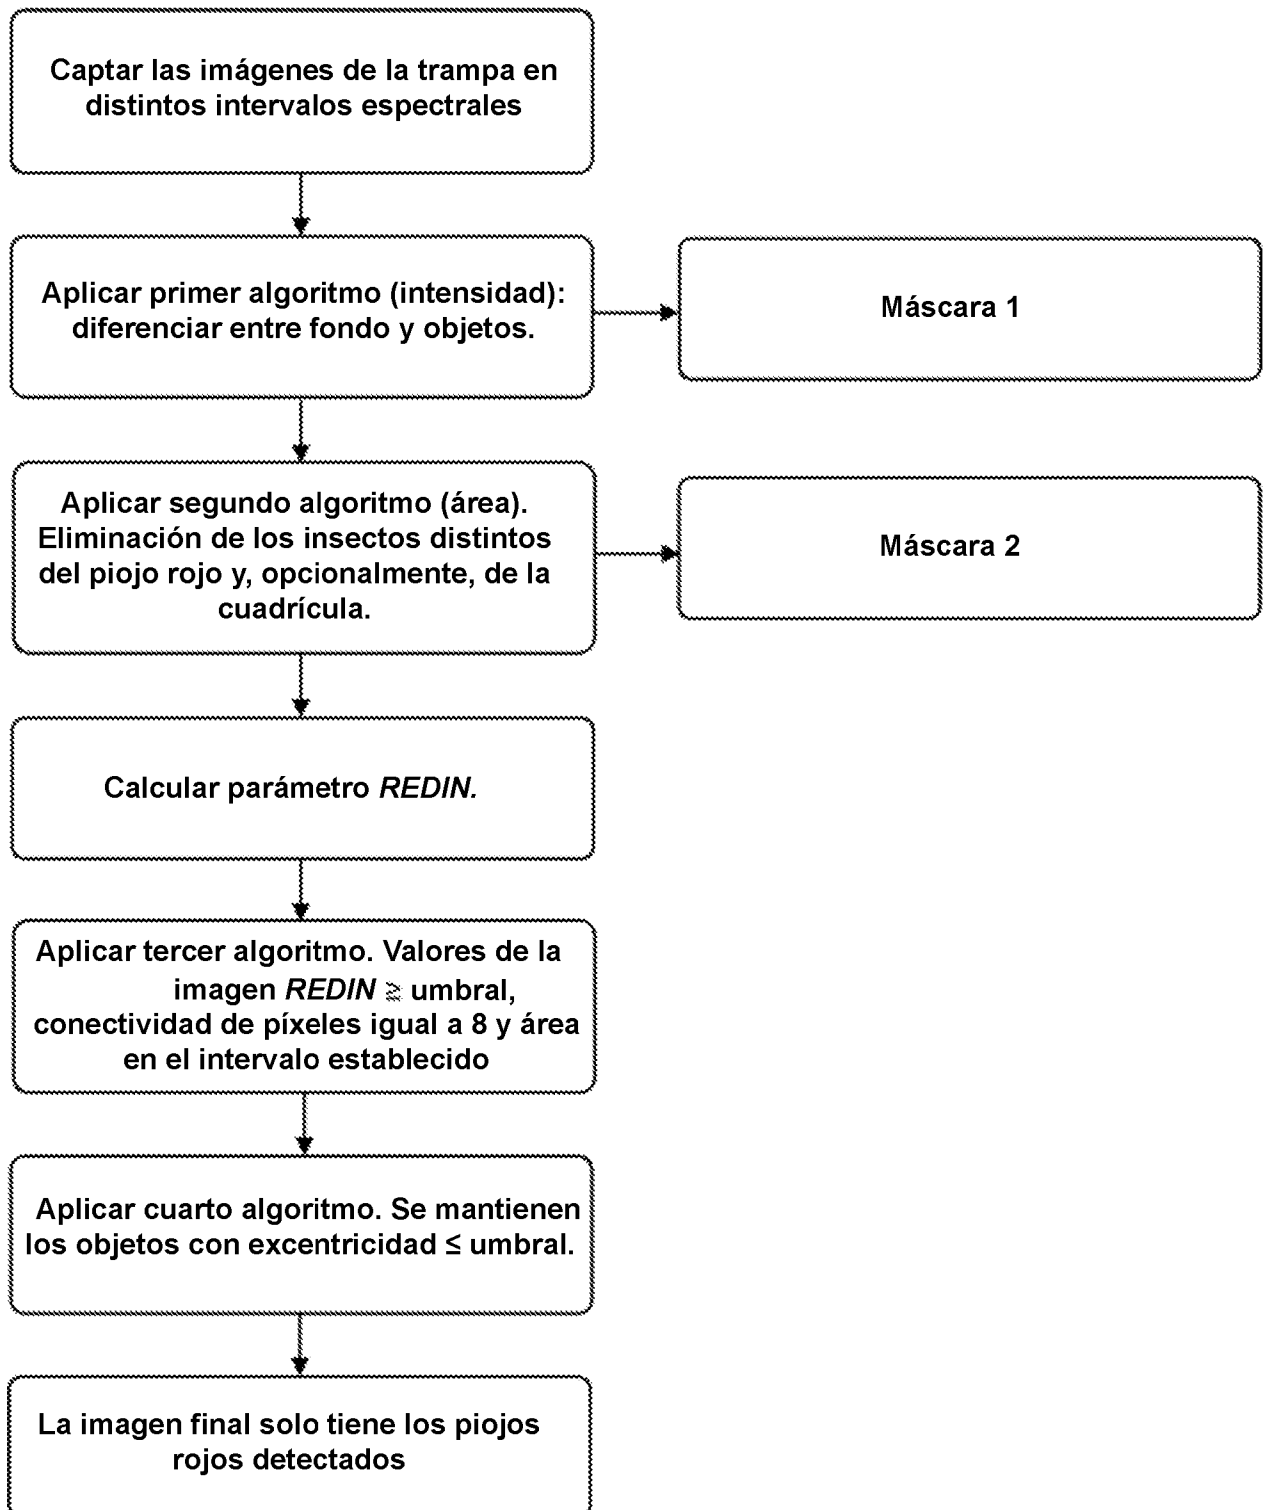 Captar las imágenes de la trampa en
distintos intervalos espectrales
Aplicar primer algoritmo (intensidad):
diferenciar entre fondo y objetos.
Máscara 1
Aplicar segundo algoritmo (área).
Eliminación de los insectos distintos
del piojo rojo y, opcionalmente, de la
cuadrícula.
Máscara 2
Calcular parámetro REDIN.
Aplicar tercer algoritmo. Valores de la
imagen REDIN ≥ umbral,
conectividad de píxeles igual a 8 y área
en el intervalo establecido
Aplicar cuarto algoritmo. Se mantienen
los objetos con excentricidad ≤ umbral.
La imagen final solo tiene los piojos
rojos detectados